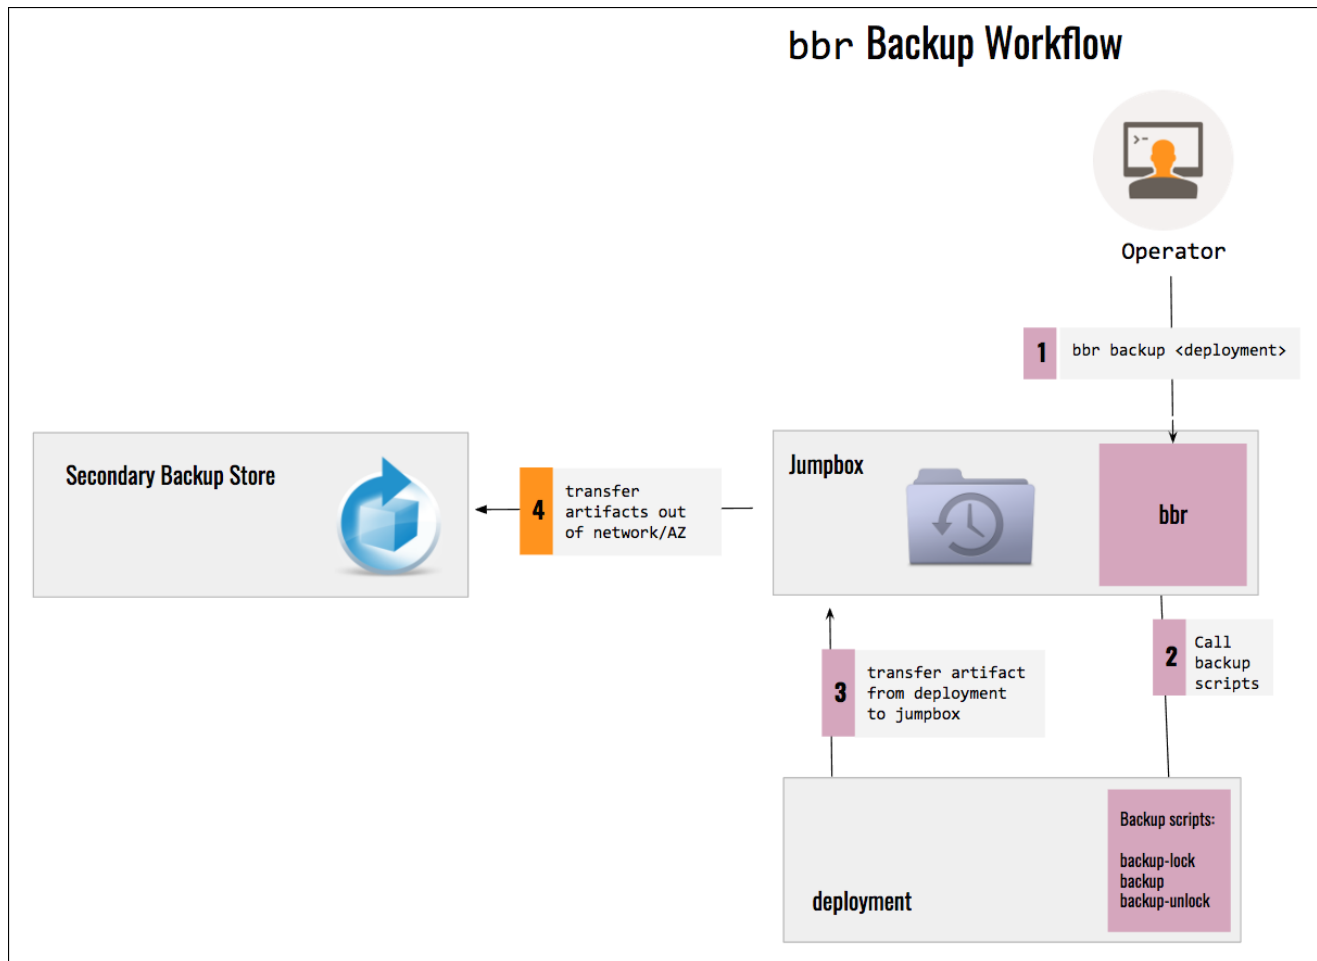 bbr Backup Workflow
>-
Operator
1
bbr backup <deployment>
Secondary Backup Store
4
transfer
artifacts out
of network/AZ
Jumpbox
bbr
2
Call
backup
scripts
3
transfer artifact
from deployment
to jumpbox
deployment
Backup scripts:
backup-lock
backup
backup-unlock